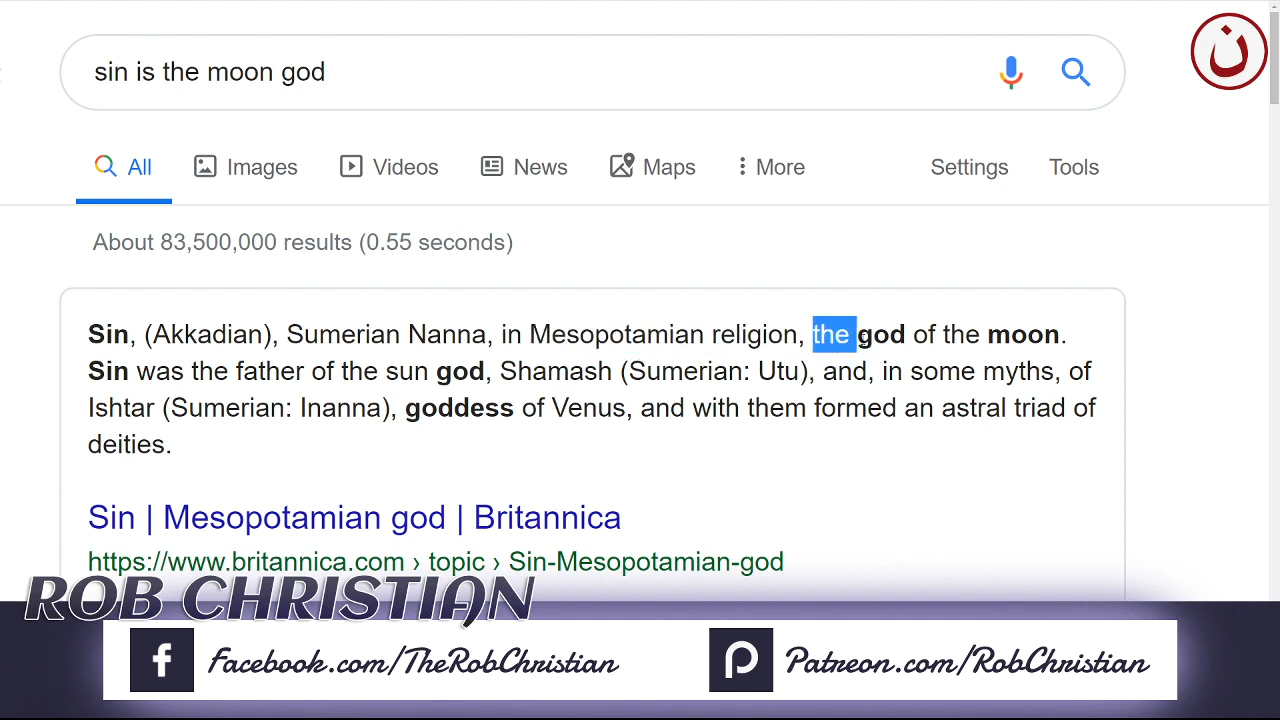 sin is the moon god
ن
All Images Videos News Maps More Settings Tools
About 83,500,000 results (0.55 seconds)
Sin, (Akkadian), Sumerian Nanna, in Mesopotamian religion, the god of the moon.
Sin was the father of the sun god, Shamash (Sumerian: Utu), and, in some myths, of
Ishtar (Sumerian: Inanna), goddess of Venus, and with them formed an astral triad of
deities.
Sin | Mesopotamian god | Britannica
https://www.britannica.com › topic › Sin-Mesopotamian-god
ROB CHRISTIAN
f Facebook.com/TheRobChristian Patreon.com/RobChristian